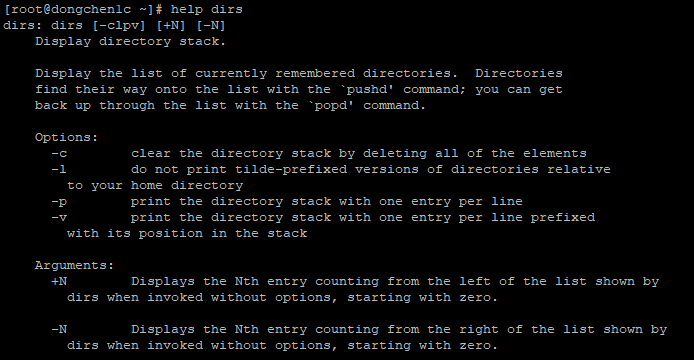 [root@dongchen1c ~]# help dirs
dirs: dirs [-clpv] [+N] [-N]
    Display directory stack.

    Display the list of currently remembered directories.  Directories
    find their way onto the list with the `pushd' command; you can get
    back up through the list with the `popd' command.

    Options:
      -c        clear the directory stack by deleting all of the elements
      -l        do not print tilde-prefixed versions of directories relative
        to your home directory
      -p        print the directory stack with one entry per line
      -v        print the directory stack with one entry per line prefixed
        with its position in the stack

    Arguments:
      +N        Displays the Nth entry counting from the left of the list shown by
        dirs when invoked without options, starting with zero.

      -N        Displays the Nth entry counting from the right of the list shown by
        dirs when invoked without options, starting with zero.